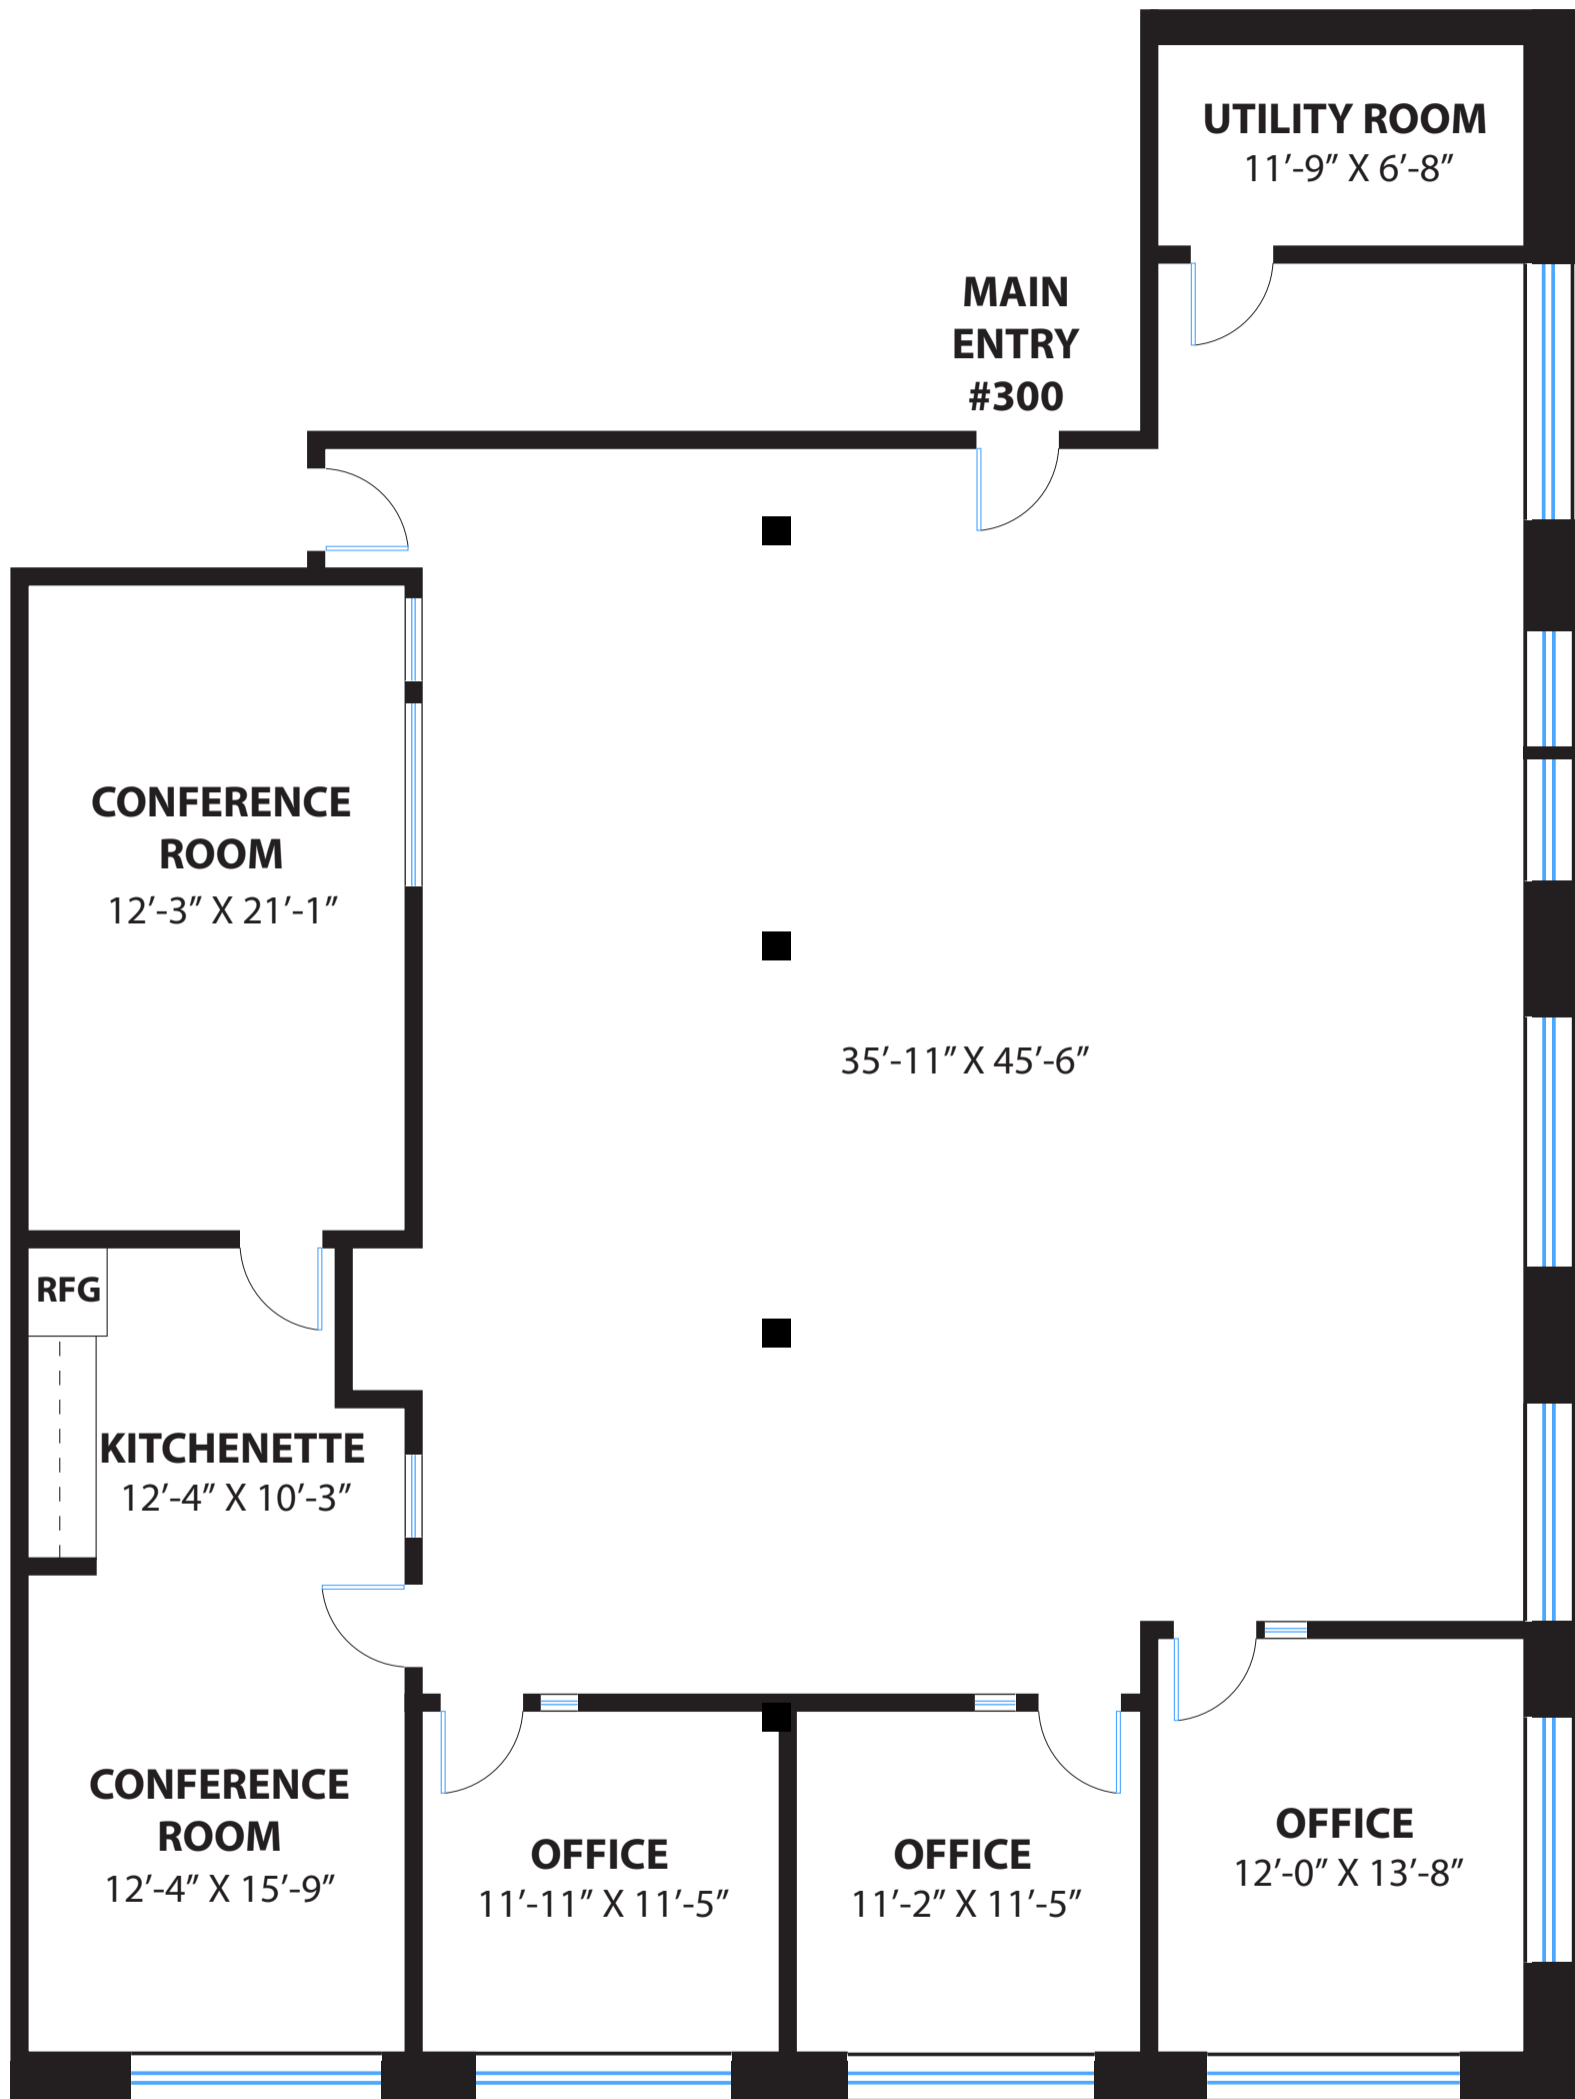 UTILITY ROOM
11’-9” X 6’-8”
MAIN
ENTRY
#300
CONFERENCE
ROOM
12’-3” X 21’-1”
35’-11” X 45’-6”
RFG
KITCHENETTE
12’-4” X 10’-3”
CONFERENCE
ROOM
12’-4” X 15’-9”
OFFICE
11’-11” X 11’-5”
OFFICE
11’-2” X 11’-5”
OFFICE
12’-0” X 13’-8”